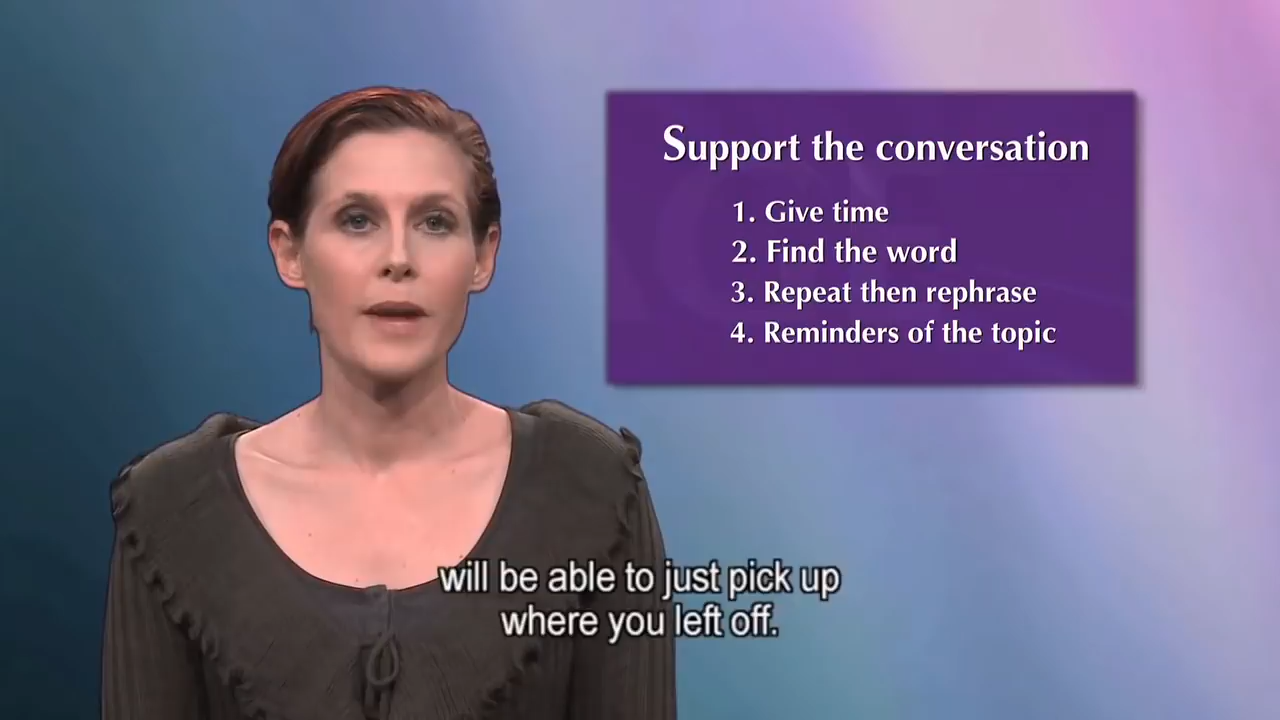 Support the conversation
1. Give time
2. Find the word
3. Repeat then rephrase
4. Reminders of the topic
will be able to just pick up
where you left off.